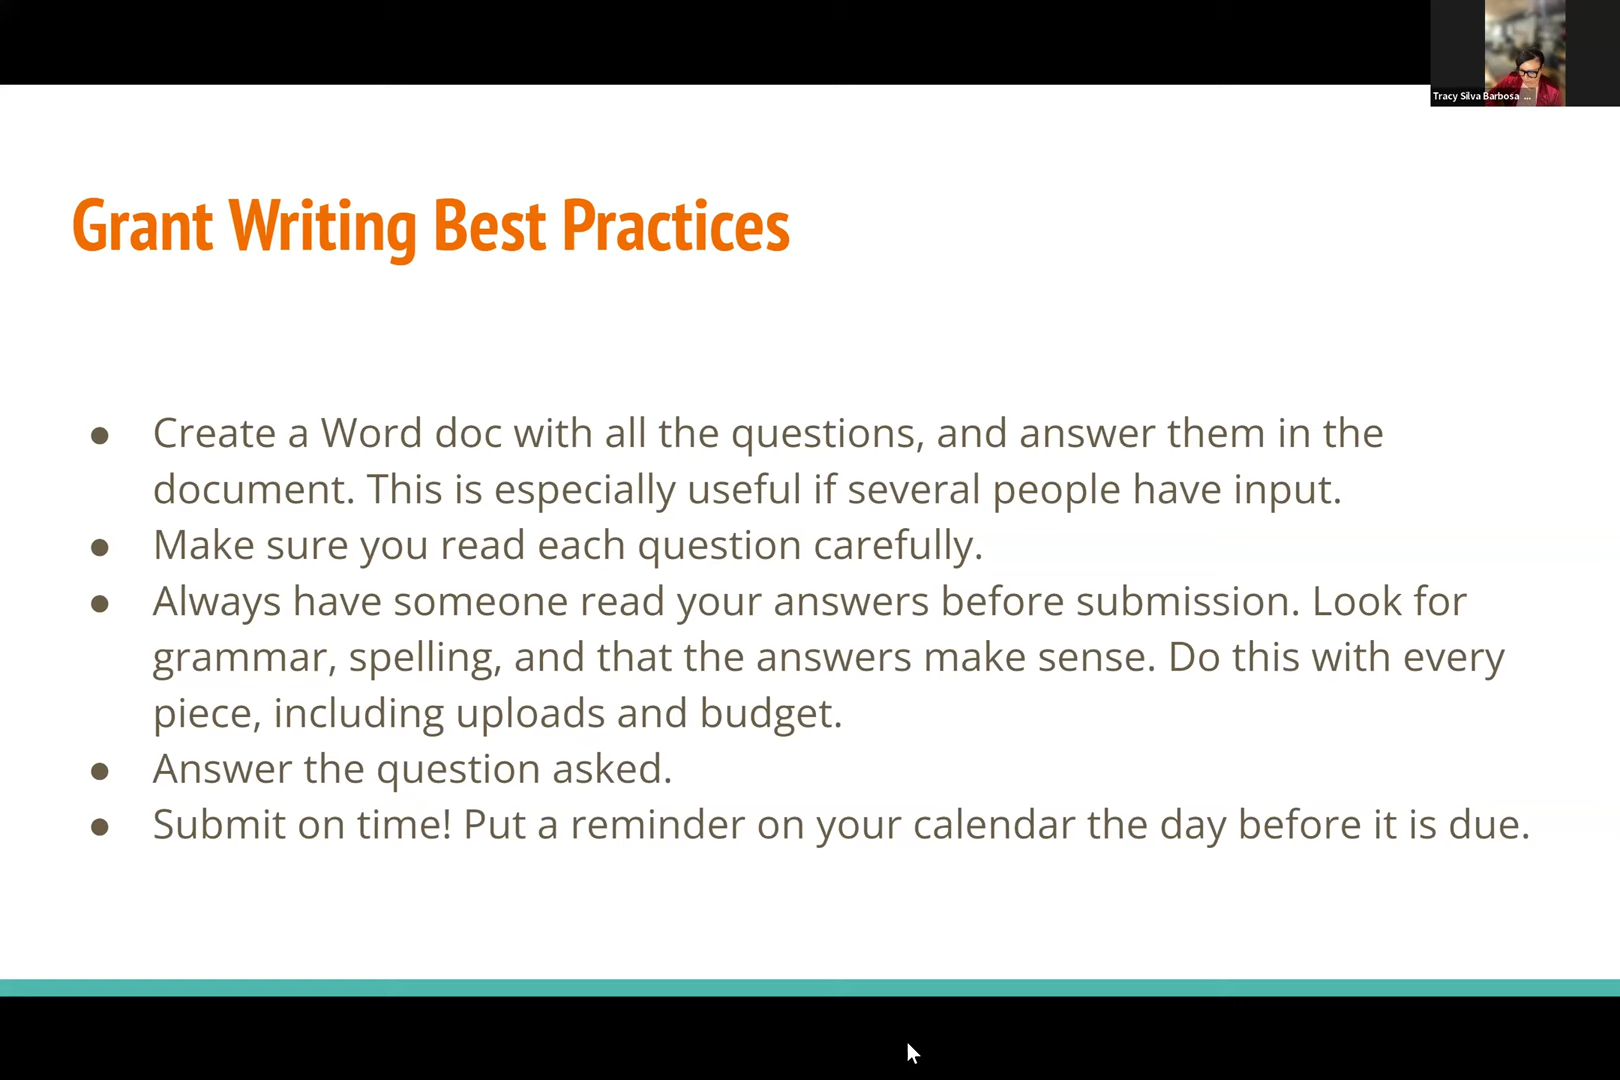 Tracy Silva Barbosa ...
Grant Writing Best Practices
● Create a Word doc with all the questions, and answer them in the
document. This is especially useful if several people have input.
● Make sure you read each question carefully.
● Always have someone read your answers before submission. Look for
grammar, spelling, and that the answers make sense. Do this with every
piece, including uploads and budget.
● Answer the question asked.
● Submit on time! Put a reminder on your calendar the day before it is due.